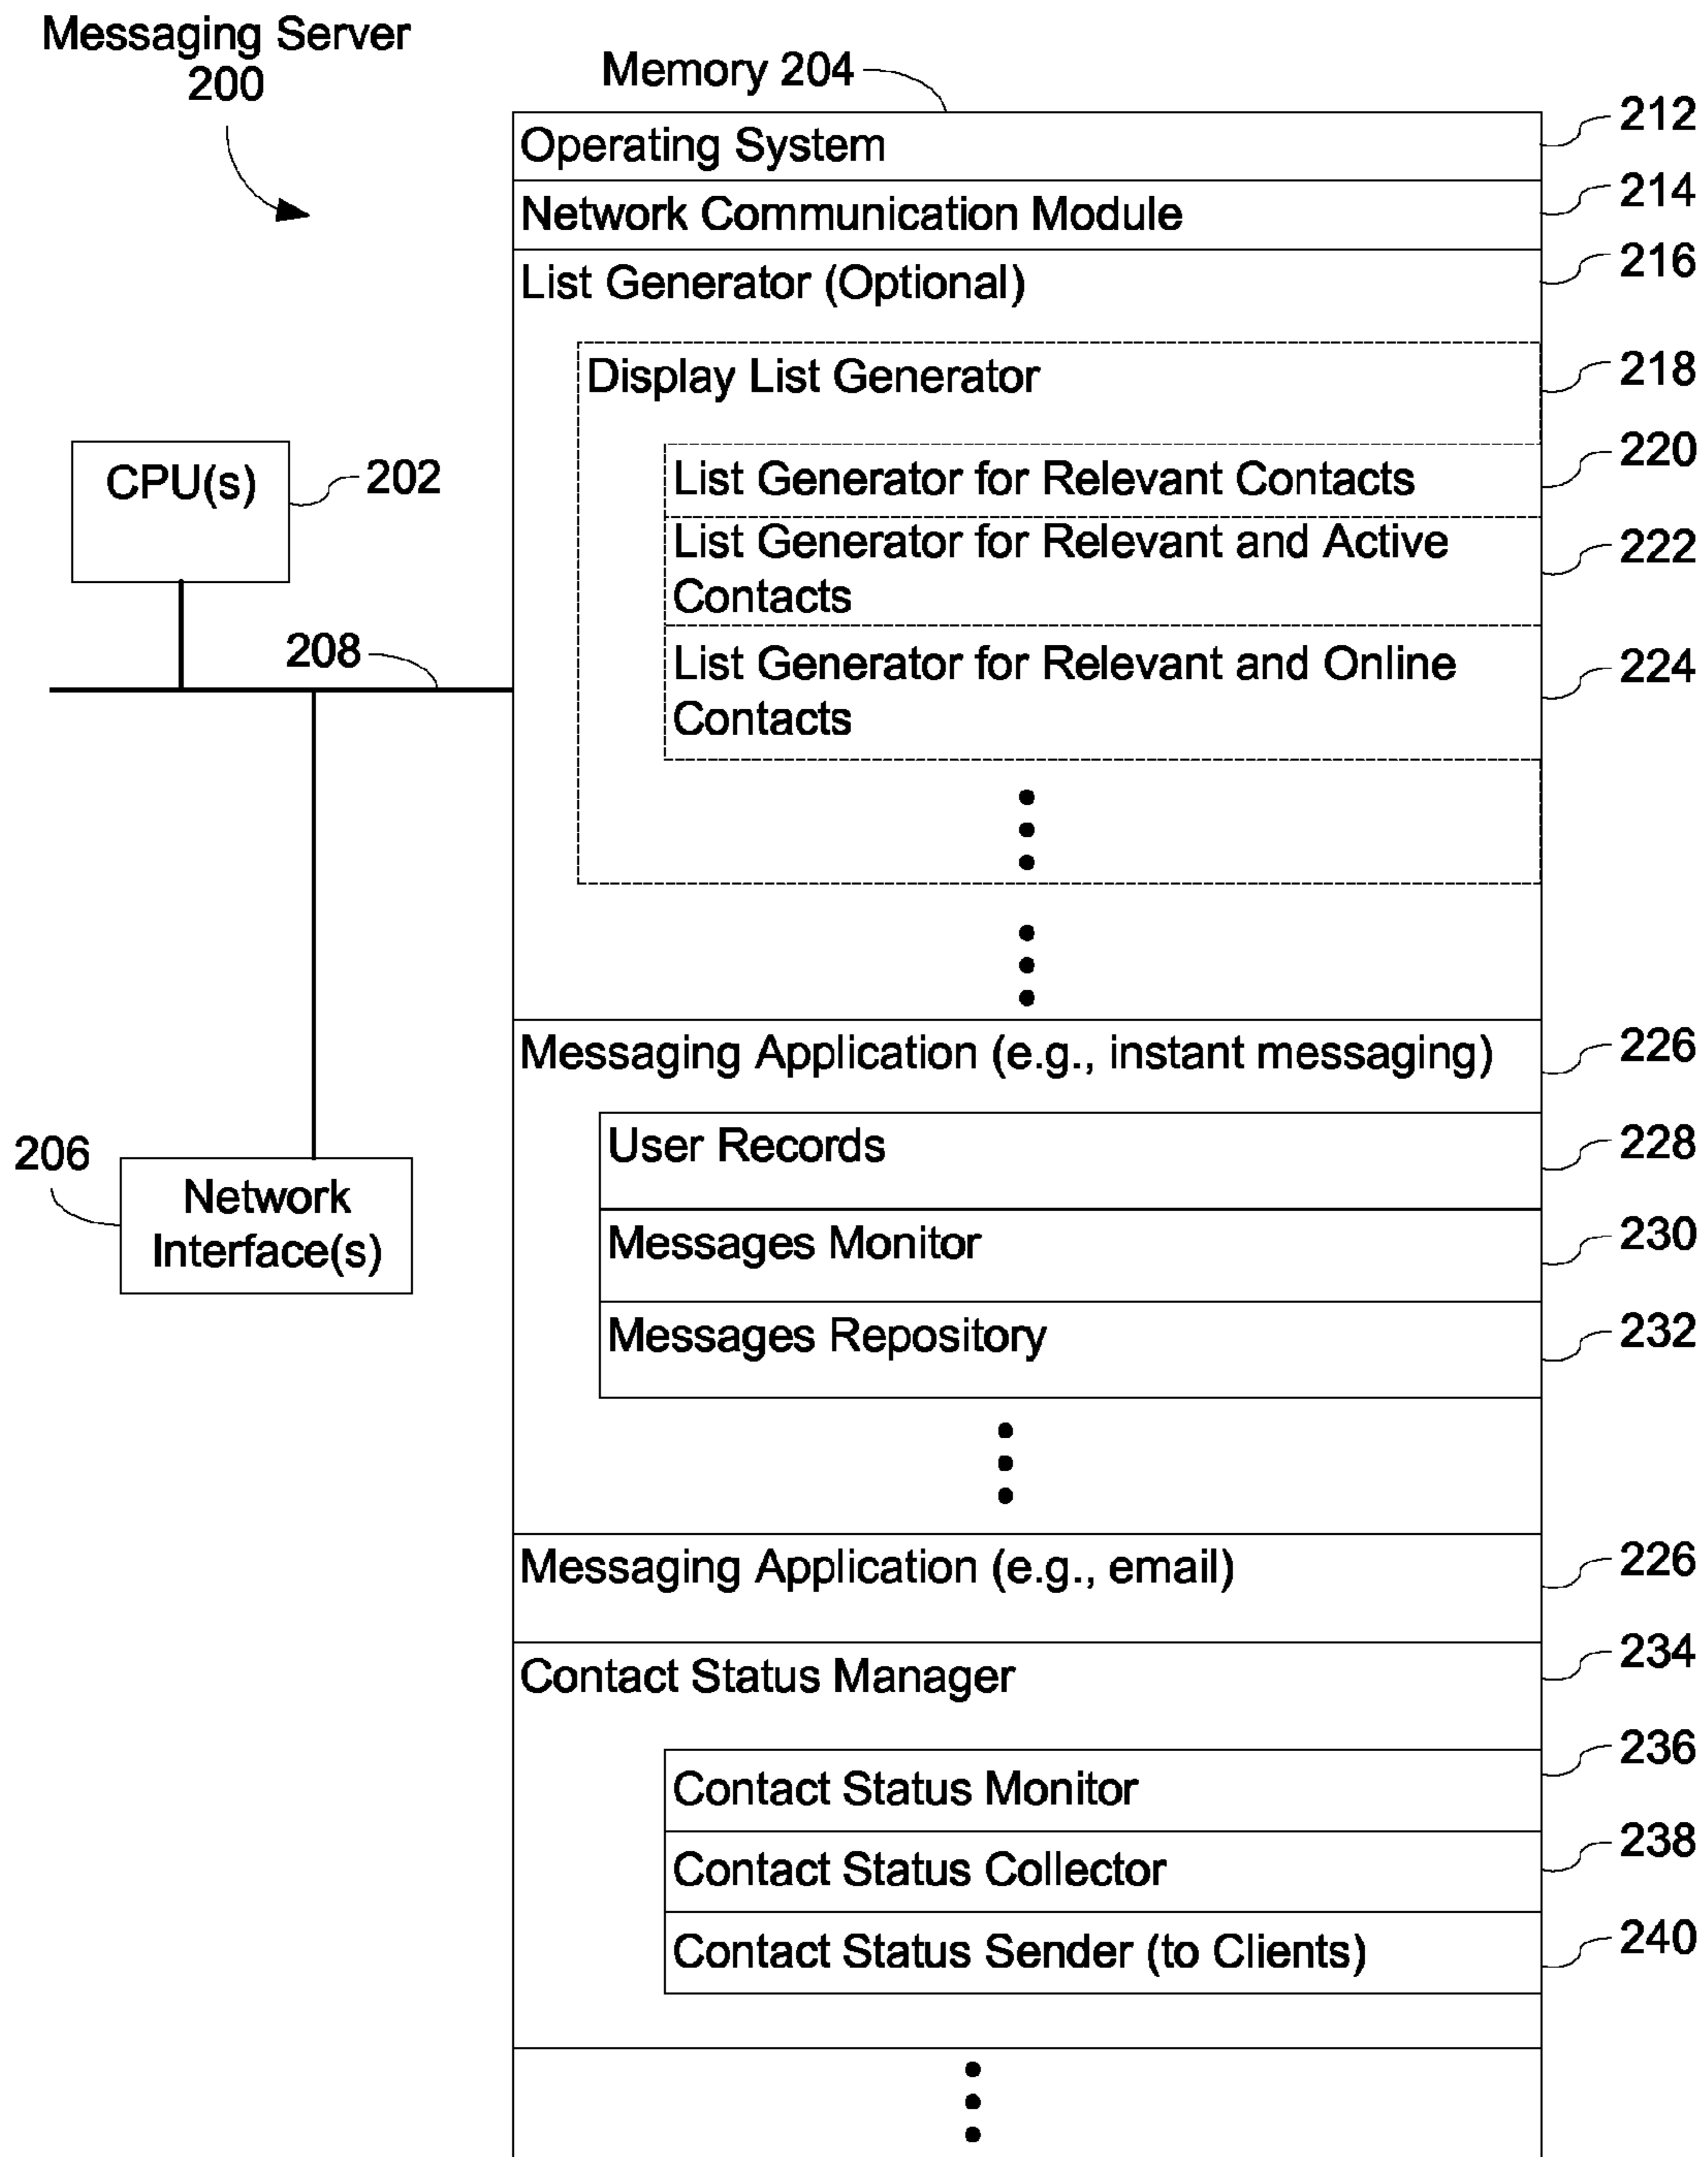 Messaging Server
200
Memory 204
Operating System
212
Network Communication Module
214
List Generator (Optional)
216
Display List Generator
218
List Generator for Relevant Contacts
220
List Generator for Relevant and Active
Contacts
222
List Generator for Relevant and Online
Contacts
224
CPU(s)
202
208
206
Network
Interface(s)
Messaging Application (e.g., instant messaging)
226
User Records
228
Messages Monitor
230
Messages Repository
232
Messaging Application (e.g., email)
226
Contact Status Manager
234
Contact Status Monitor
236
Contact Status Collector
238
Contact Status Sender (to Clients)
240